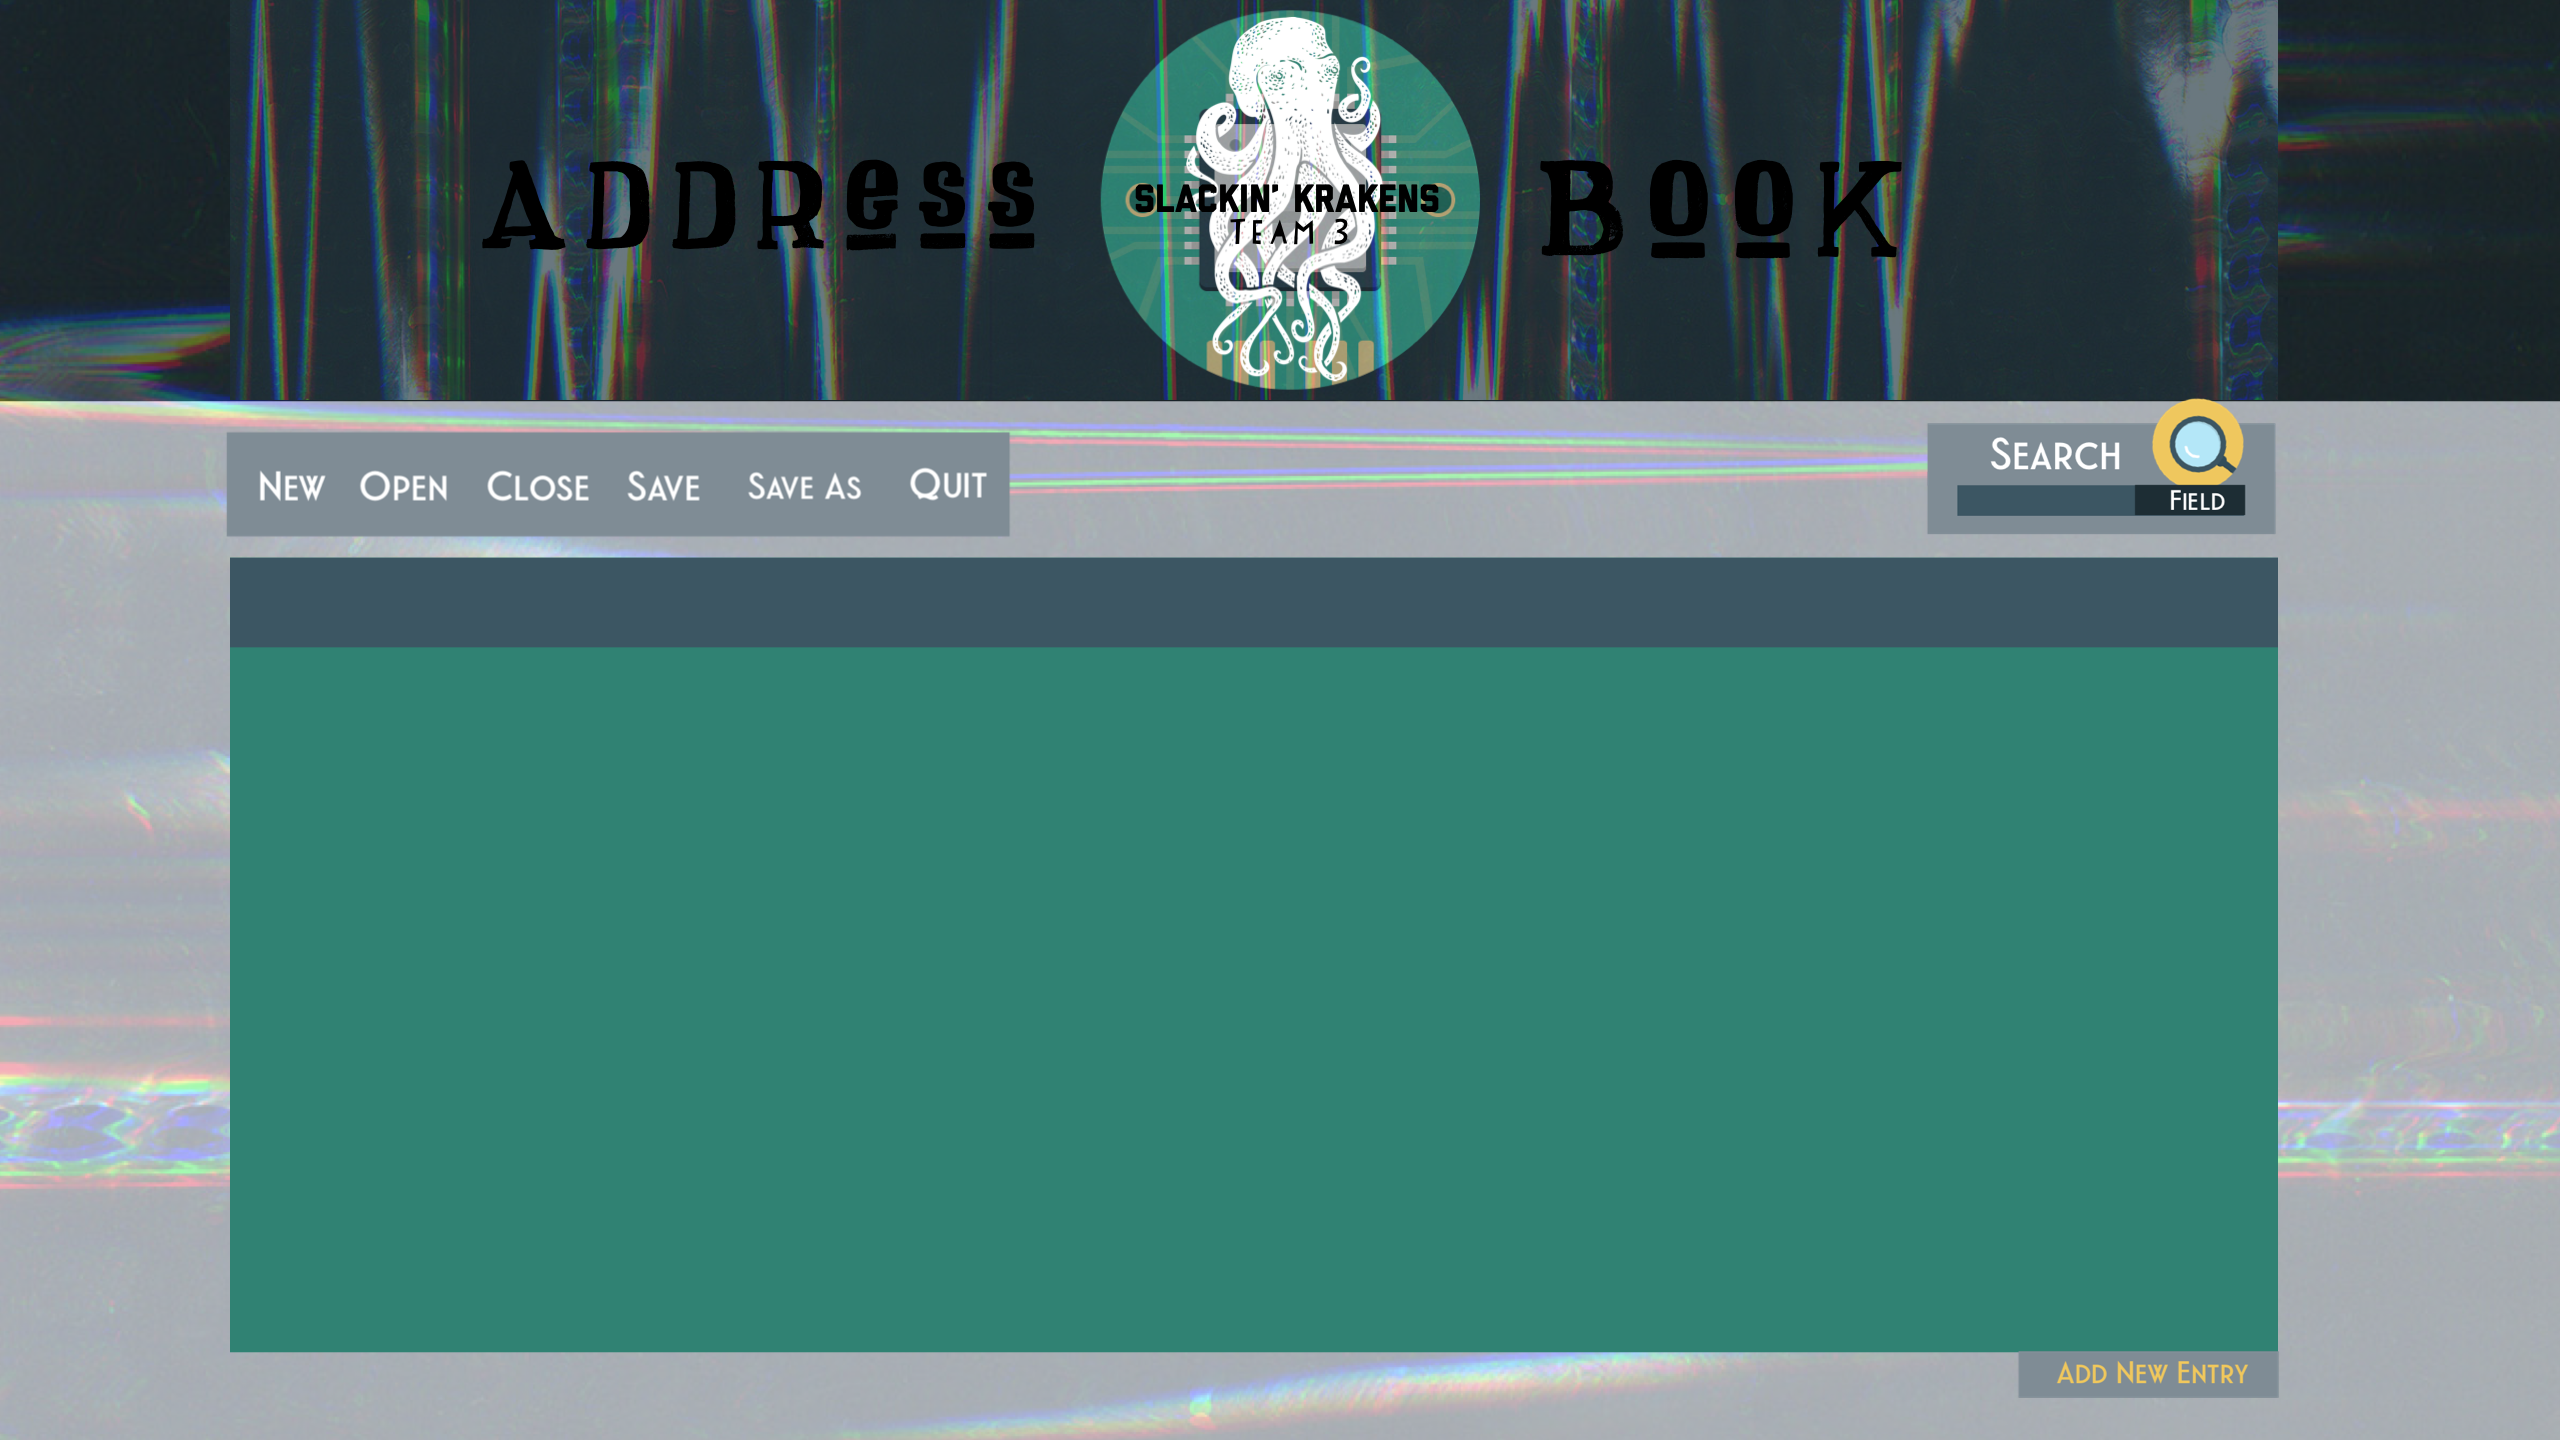 ADDRess BooK
SLACKIN' KRAKENS
TEAM 3
NEW OPEN CLOSE SAVE SAVE AS QUIT
SEARCH
FIELD
ADD NEW ENTRY